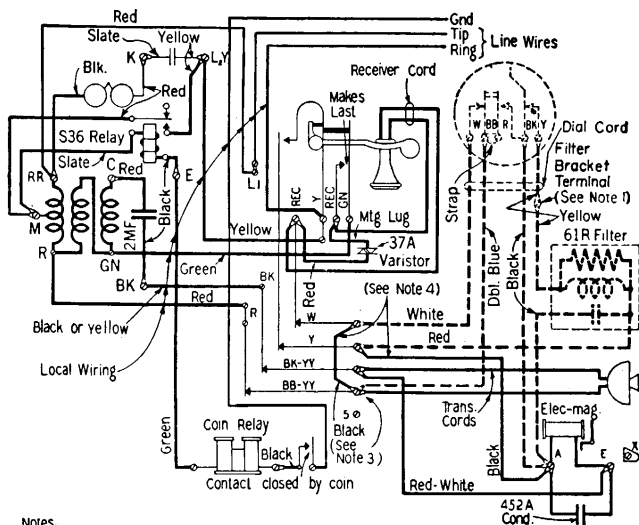 Red
Gnd
Tip
Ring
Line Wires
Slate
Yellow
K
L₂Y
Blk.
Red
Receiver Cord
Makes
Last
W
BB
R
BK
Y
S36 Relay
Slate
C
E
RR
Red
L1
REC
Y
REC
GN
Dial Cord
Filter
Bracket
Terminal
(See Note 1)
Yellow
Strap
M
2MF
Black
Yellow
Mtg Lug
37A
Varistor
61R Filter
R
GN
Green
Red
Dbl. Blue
Black
BK
BK
Red
R
(See Note 4)
W
White
Black or yellow
Y
Red
Local Wiring
BK-YY
BB-YY
Trans.
Cords
Elec-mag.
Green
Coin Relay
Black
Contact closed by coin
Black
(See
Note 3)
Black
A
E
Red-White
452A
Cond.
Notes.